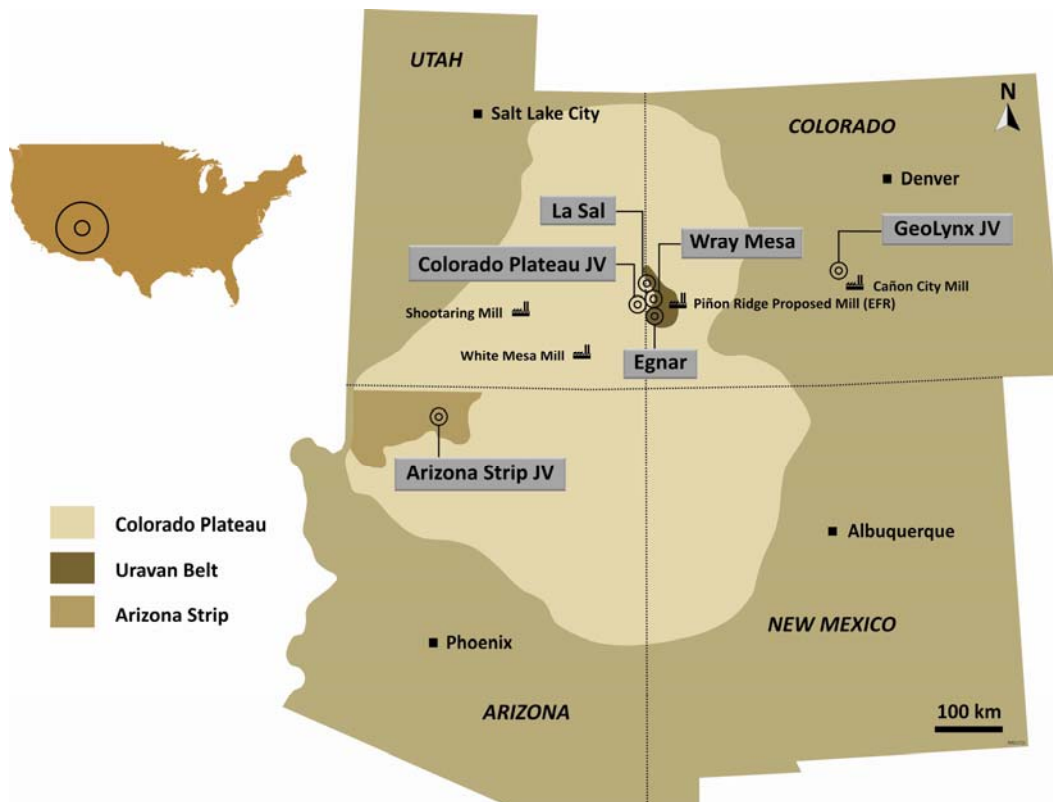 UTAH
Salt Lake City
N
COLORADO
Denver
La Sal
GeoLynx JV
Wray Mesa
Colorado Plateau JV
Cañon City Mill
Shootaring Mill
Piñon Ridge Proposed Mill (EFR)
White Mesa Mill
Egnar
Arizona Strip JV
Colorado Plateau
Albuquerque
Uravan Belt
Arizona Strip
NEW MEXICO
Phoenix
ARIZONA
100 km